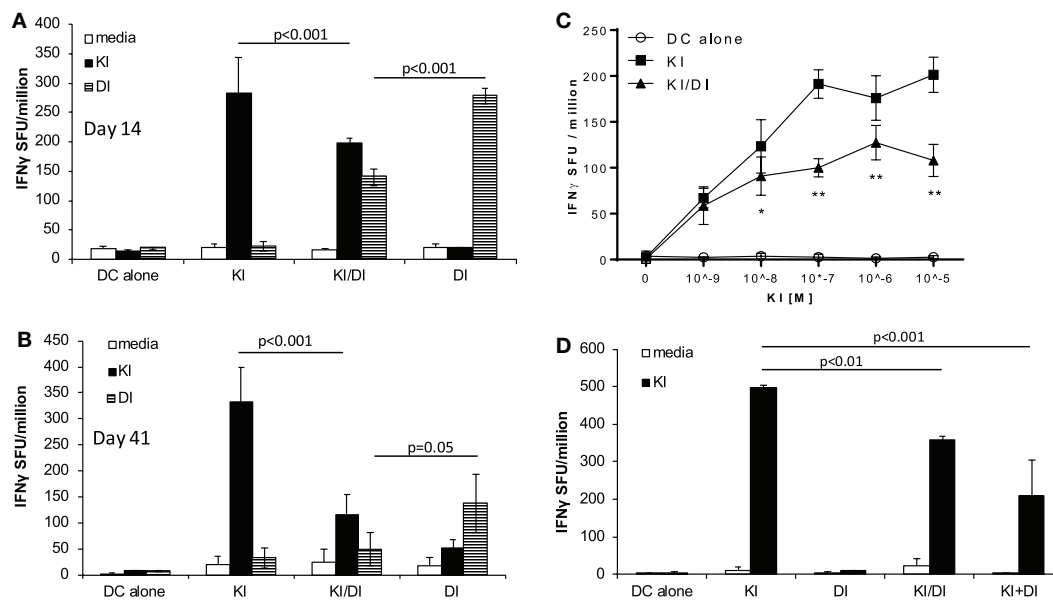 A
400
350
300
250
200
150
100
50
0
IFNγ SFU/million
media
KI
DI
Day 14
p<0.001
p<0.001
DC alone KI KI/DI DI
B
450
400
350
300
250
200
150
100
50
0
IFNγ SFU/million
media
KI
DI
Day 41
p<0.001
p=0.05
DC alone KI KI/DI DI
C
DC alone
KI
KI/DI
250
200
150
100
50
0
IFNγ SFU / million
* ** ** **
0 10^-9 10^-8 10*-7 10^-6 10^-5
KI [M]
D
600
500
400
300
200
100
0
IFNγ SFU/million
media
KI
p<0.001
p<0.01
DC alone KI DI KI/DI KI+DI